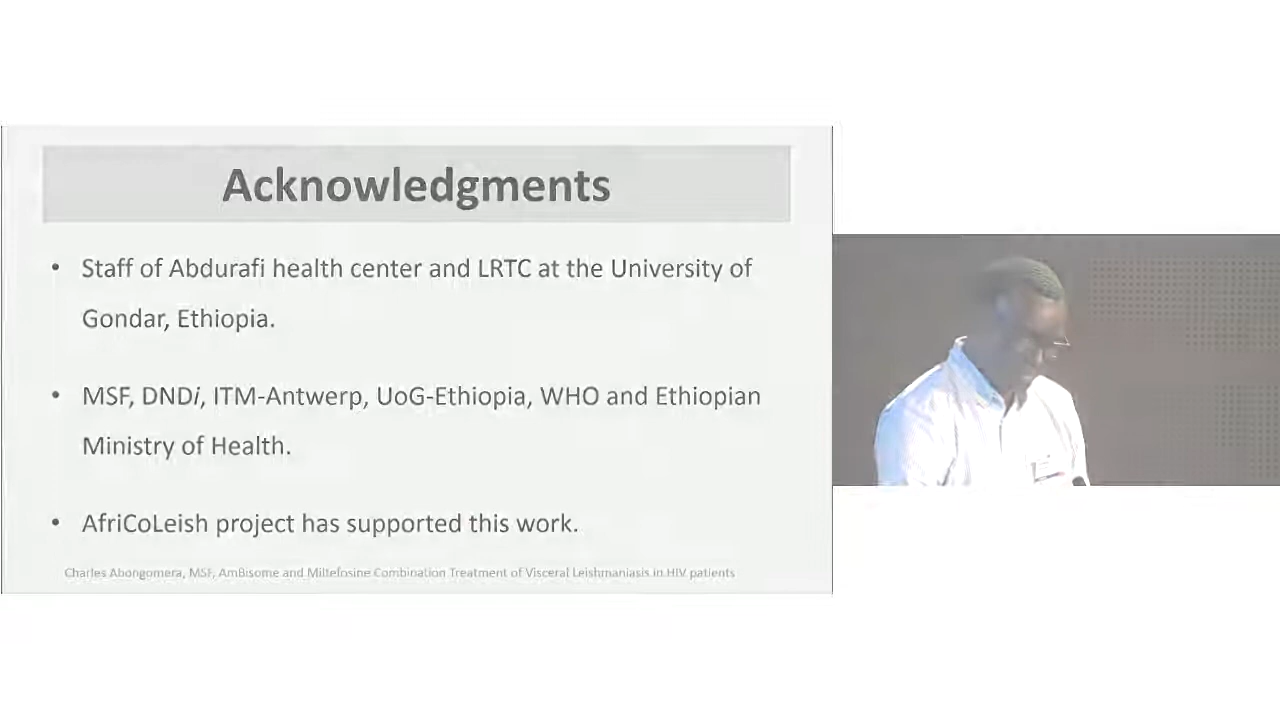 Acknowledgments
• Staff of Abdurafi health center and LRTC at the University of
Gondar, Ethiopia.
• MSF, DNDi, ITM-Antwerp, UoG-Ethiopia, WHO and Ethiopian
Ministry of Health.
• AfriCoLeish project has supported this work.
Charles Abongomera, MSF, AmBisome and Miltefosine Combination Treatment of Visceral Leishmaniasis in HIV patients